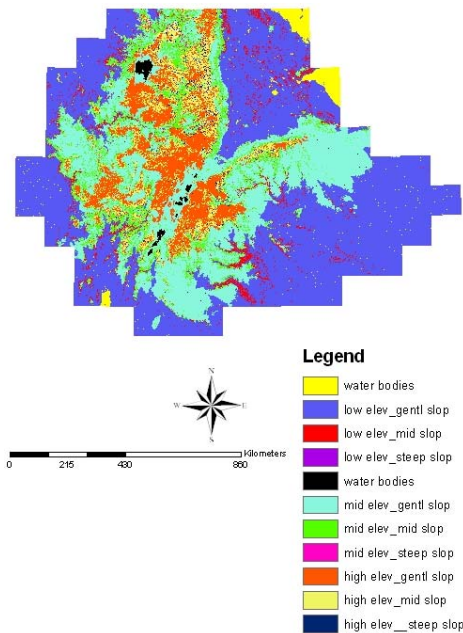 Legend
water bodies
low elev_gentl slop
low elev_mid slop
low elev_steep slop
water bodies
mid elev_gentl slop
mid elev_mid slop
mid elev_steep slop
high elev_gentl slop
high elev_mid slop
high elev__steep slop
N
W E
S
Kilometers
0 215 430 860